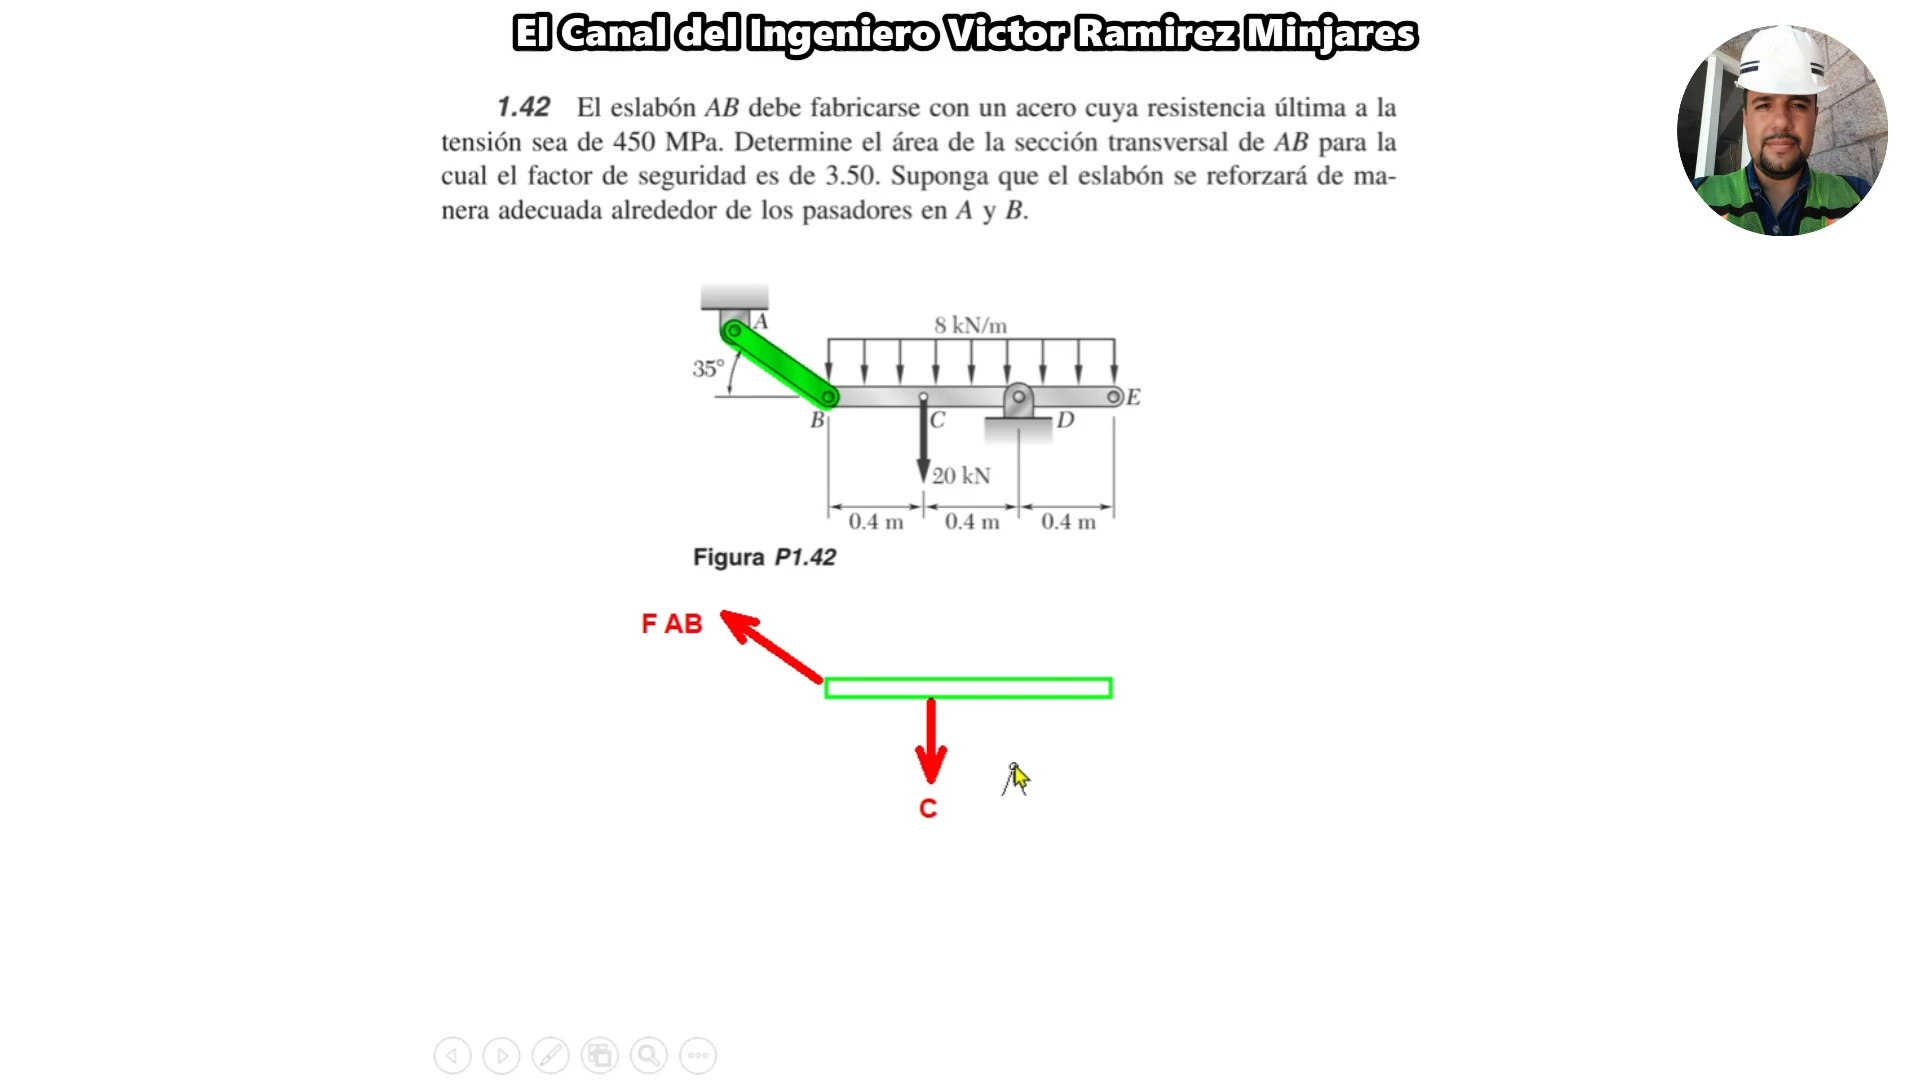 El Canal del Ingeniero Victor Ramirez Minjares
1.42 El eslabón AB debe fabricarse con un acero cuya resistencia última a la
tensión sea de 450 MPa. Determine el área de la sección transversal de AB para la
cual el factor de seguridad es de 3.50. Suponga que el eslabón se reforzará de ma-
nera adecuada alrededor de los pasadores en A y B.
A
8 kN/m
35°
E
B
C
D
20 kN
0.4 m
0.4 m
0.4 m
Figura P1.42
F AB
C